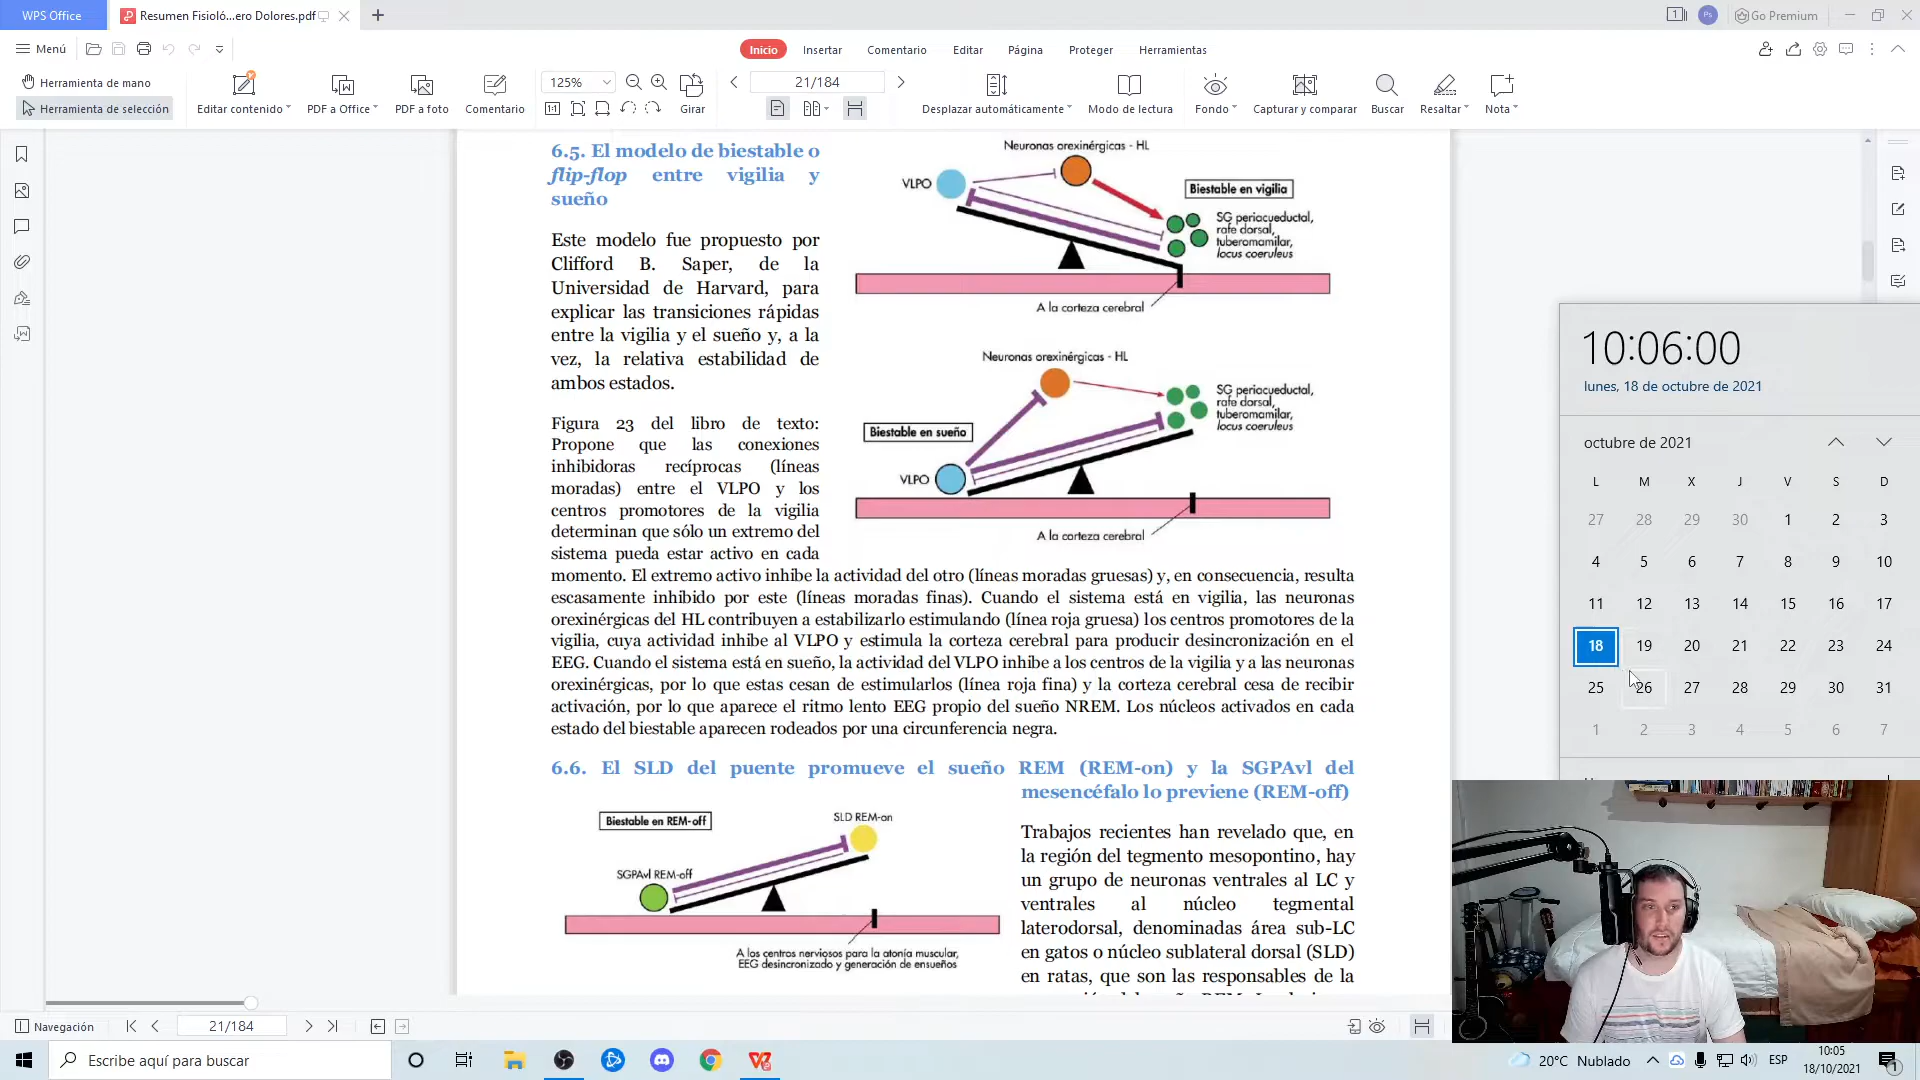 WPS Office
Resumen Fisiol...ero Dolores.pdf
1
Ps
Go Premium
Menú
Inicio
Insertar
Comentario
Editar
Página
Proteger
Herramientas
Herramienta de mano
Herramienta de selección
Editar contenido
PDF a Office
PDF a foto
Comentario
125%
Girar
21/184
Desplazar automáticamente
Modo de lectura
Fondo
Capturar y comparar
Buscar
Resaltar
Nota
6.5. El modelo de biestable o
flip-flop entre vigilia y
sueño
Este modelo fue propuesto por
Clifford B. Saper, de la
Universidad de Harvard, para
explicar las transiciones rápidas
entre la vigilia y el sueño y, a la
vez, la relativa estabilidad de
ambos estados.
Neuronas orexinérgicas - HL
VLPO
Biestable en vigilia
SG periacueductal,
rafe dorsal,
tuberomamilar,
locus coeruleus
A la corteza cerebral
Neuronas orexinérgicas - HL
SG periacueductal,
rafe dorsal,
tuberomamilar,
locus coeruleus
Biestable en sueño
VLPO
A la corteza cerebral
Figura 23 del libro de texto:
Propone que las conexiones
inhibidoras recíprocas (líneas
moradas) entre el VLPO y los
centros promotores de la vigilia
determinan que sólo un extremo del
sistema pueda estar activo en cada
momento. El extremo activo inhibe la actividad del otro (líneas moradas gruesas) y, en consecuencia, resulta
escasamente inhibido por este (líneas moradas finas). Cuando el sistema está en vigilia, las neuronas
orexinérgicas del HL contribuyen a estabilizarlo estimulando (línea roja gruesa) los centros promotores de la
vigilia, cuya actividad inhibe al VLPO y estimula la corteza cerebral para producir desincronización en el
EEG. Cuando el sistema está en sueño, la actividad del VLPO inhibe a los centros de la vigilia y a las neuronas
orexinérgicas, por lo que estas cesan de estimularlos (línea roja fina) y la corteza cerebral cesa de recibir
activación, por lo que aparece el ritmo lento EEG propio del sueño NREM. Los núcleos activados en cada
estado del biestable aparecen rodeados por una circunferencia negra.
6.6. El SLD del puente promueve el sueño REM (REM-on) y la SGPAvl del
mesencéfalo lo previene (REM-off)
Biestable en REM-off
SLD REM-on
SGPAvl REM-off
A los centros nerviosos para la atonía muscular,
EEG desincronizado y generación de ensueños
Trabajos recientes han revelado que, en
la región del tegmento mesopontino, hay
un grupo de neuronas ventrales al LC y
ventrales al núcleo tegmental
laterodorsal, denominadas área sub-LC
en gatos o núcleo sublateral dorsal (SLD)
en ratas, que son las responsables de la
10:06:00
lunes, 18 de octubre de 2021
octubre de 2021
L M X J V S D
27 28 29 30 1 2 3
4 5 6 7 8 9 10
11 12 13 14 15 16 17
18 19 20 21 22 23 24
25 26 27 28 29 30 31
1 2 3 4 5 6 7
Navegación
21/184
Escribe aquí para buscar
20°C Nublado
ESP
10:05
18/10/2021
1